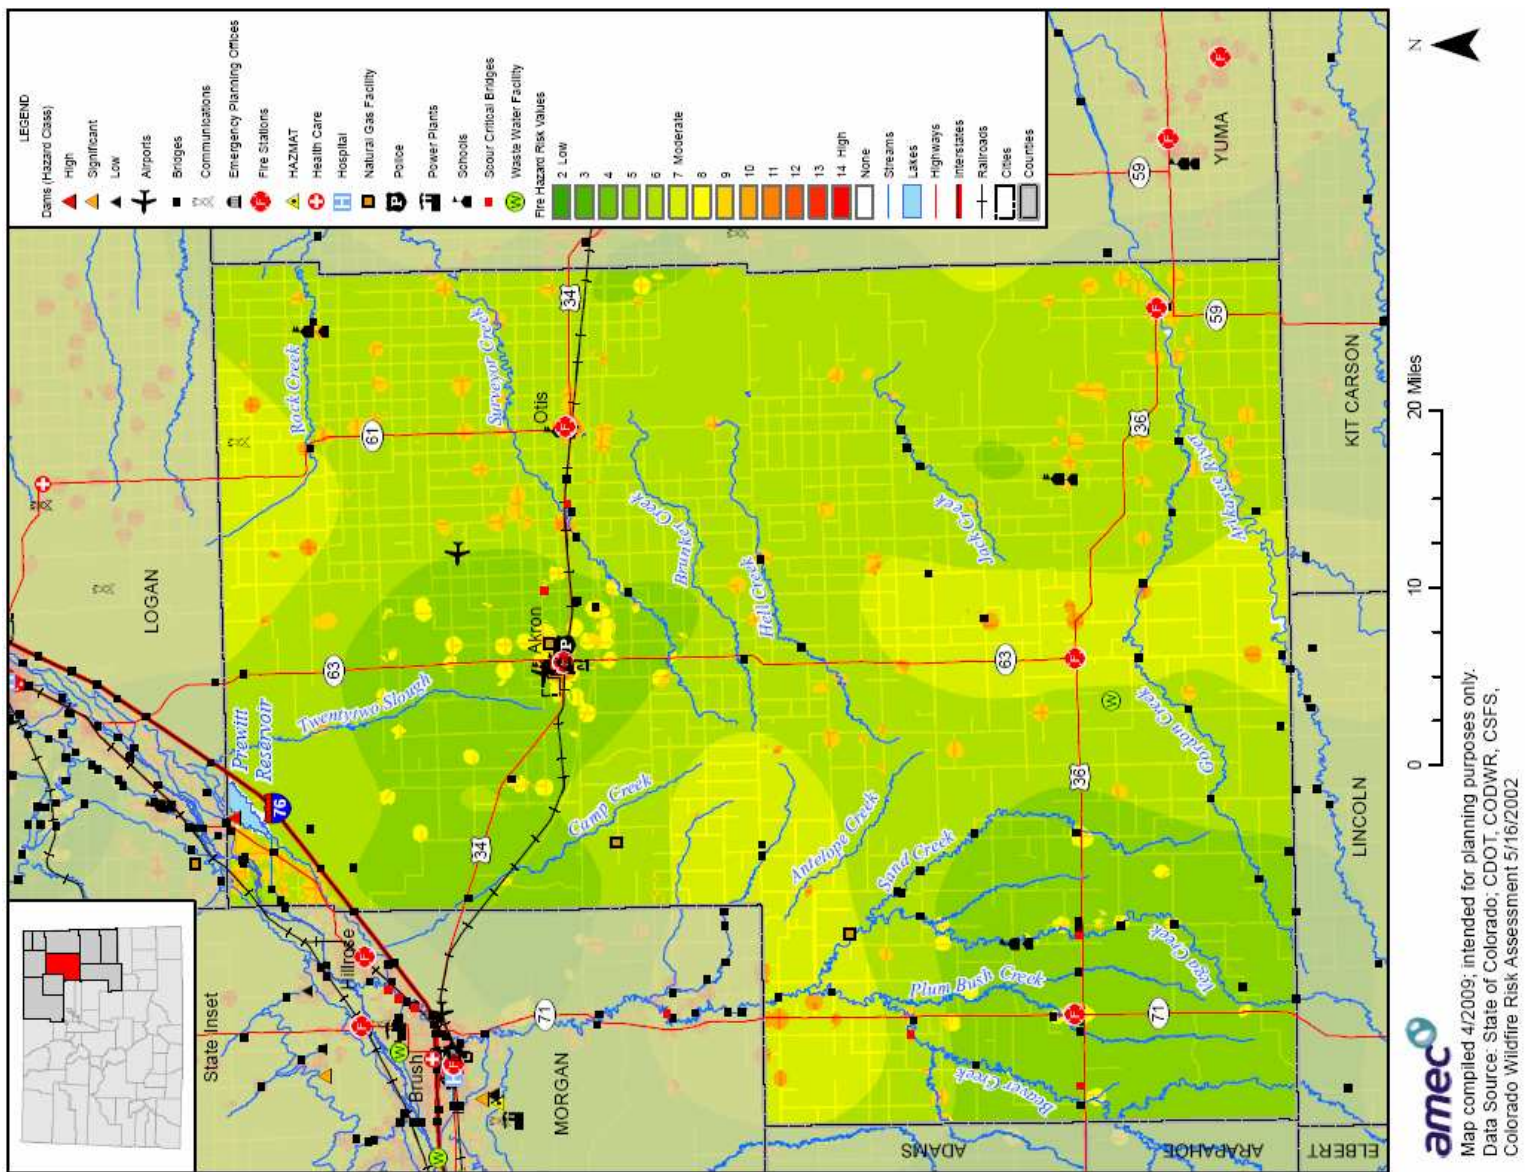 LEGEND
Dams (Hazard Class)
High
Significant
Low
Airports
Bridges
Communications
Emergency Planning Offices
Fire Stations
HAZMAT
Health Care
Hospital
Natural Gas Facility
Police
Power Plants
Schools
Scour Critical Bridges
Waste Water Facility
Fire Hazard Risk Values
2 Low
3
4
5
6
7 Moderate
8
9
10
11
12
13
14 High
None
Streams
Lakes
Highways
Interstates
Railroads
Cities
Counties
State Inset
LOGAN
MORGAN
YUMA
ADAMS
ARAPAHOE
ELBERT
LINCOLN
KIT CARSON
Prewitt
Reservoir
76
Hillrose
Brush
Akron
Otis
Rock Creek
Surveyor Creek
Twentytwo Slough
Camp Creek
Brunker Creek
Hell Creek
Jack Creek
Antelope Creek
Sand Creek
Plum Bush Creek
Beaver Creek
Vega Creek
Gordon Creek
Arikaree River
61
63
34
34
71
63
36
36
71
59
59
N
0 10 20 Miles
amec
Map compiled 4/2009; intended for planning purposes only.
Data Source: State of Colorado; CDOT, CODWR, CSFS,
Colorado Wildfire Risk Assessment 5/16/2002